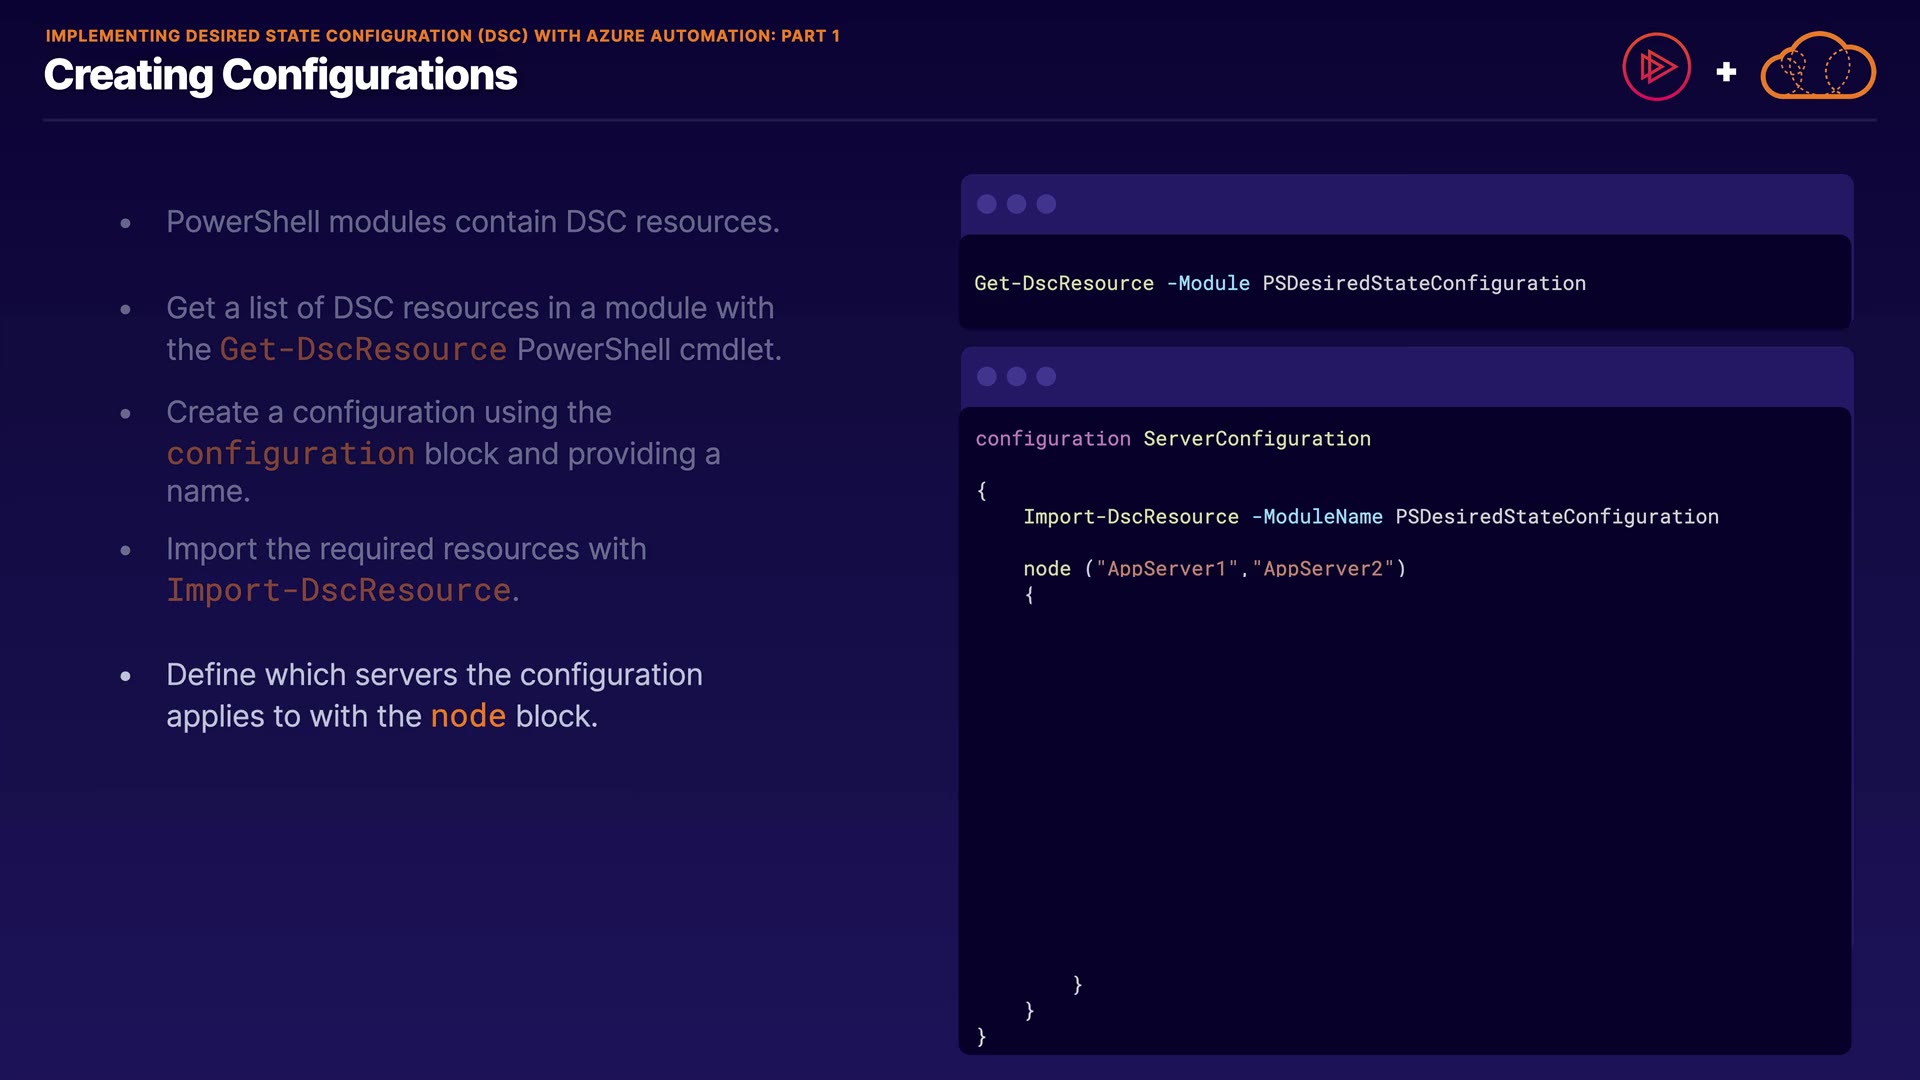 IMPLEMENTING DESIRED STATE CONFIGURATION (DSC) WITH AZURE AUTOMATION: PART 1
Creating Configurations
+
• PowerShell modules contain DSC resources.
• Get a list of DSC resources in a module with
the Get-DscResource PowerShell cmdlet.
• Create a configuration using the
configuration block and providing a
name.
• Import the required resources with
Import-DscResource.
• Define which servers the configuration
applies to with the node block.
Get-DscResource -Module PSDesiredStateConfiguration
configuration ServerConfiguration
{
Import-DscResource -ModuleName PSDesiredStateConfiguration
node ("AppServer1","AppServer2")
{
}
}
}